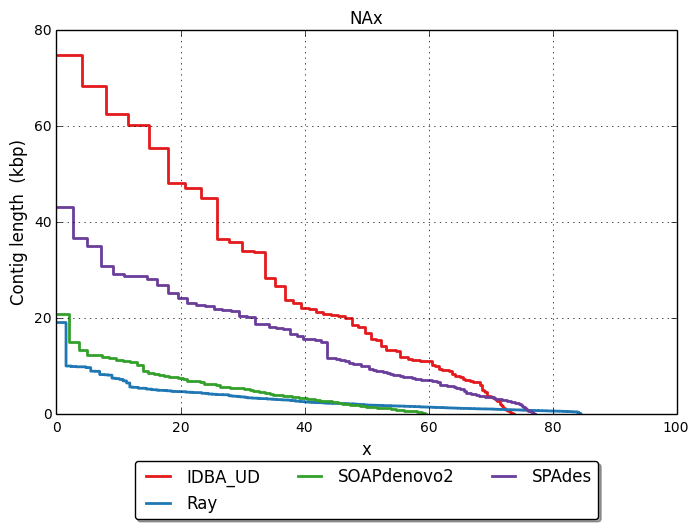 NAx
80
60
40
20
0
Contig length (kbp)
0 20 40 60 80 100
x
IDBA_UD SOAPdenovo2 SPAdes
Ray